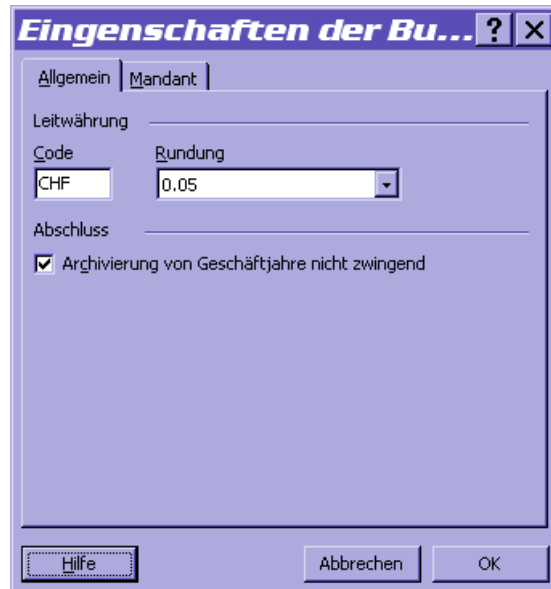 Eingenschaften der Bu...
Allgemein Mandant
Leitwährung
Code Rundung
CHF 0.05
Abschluss
Archivierung von Geschäftjahre nicht zwingend
Hilfe Abbrechen OK